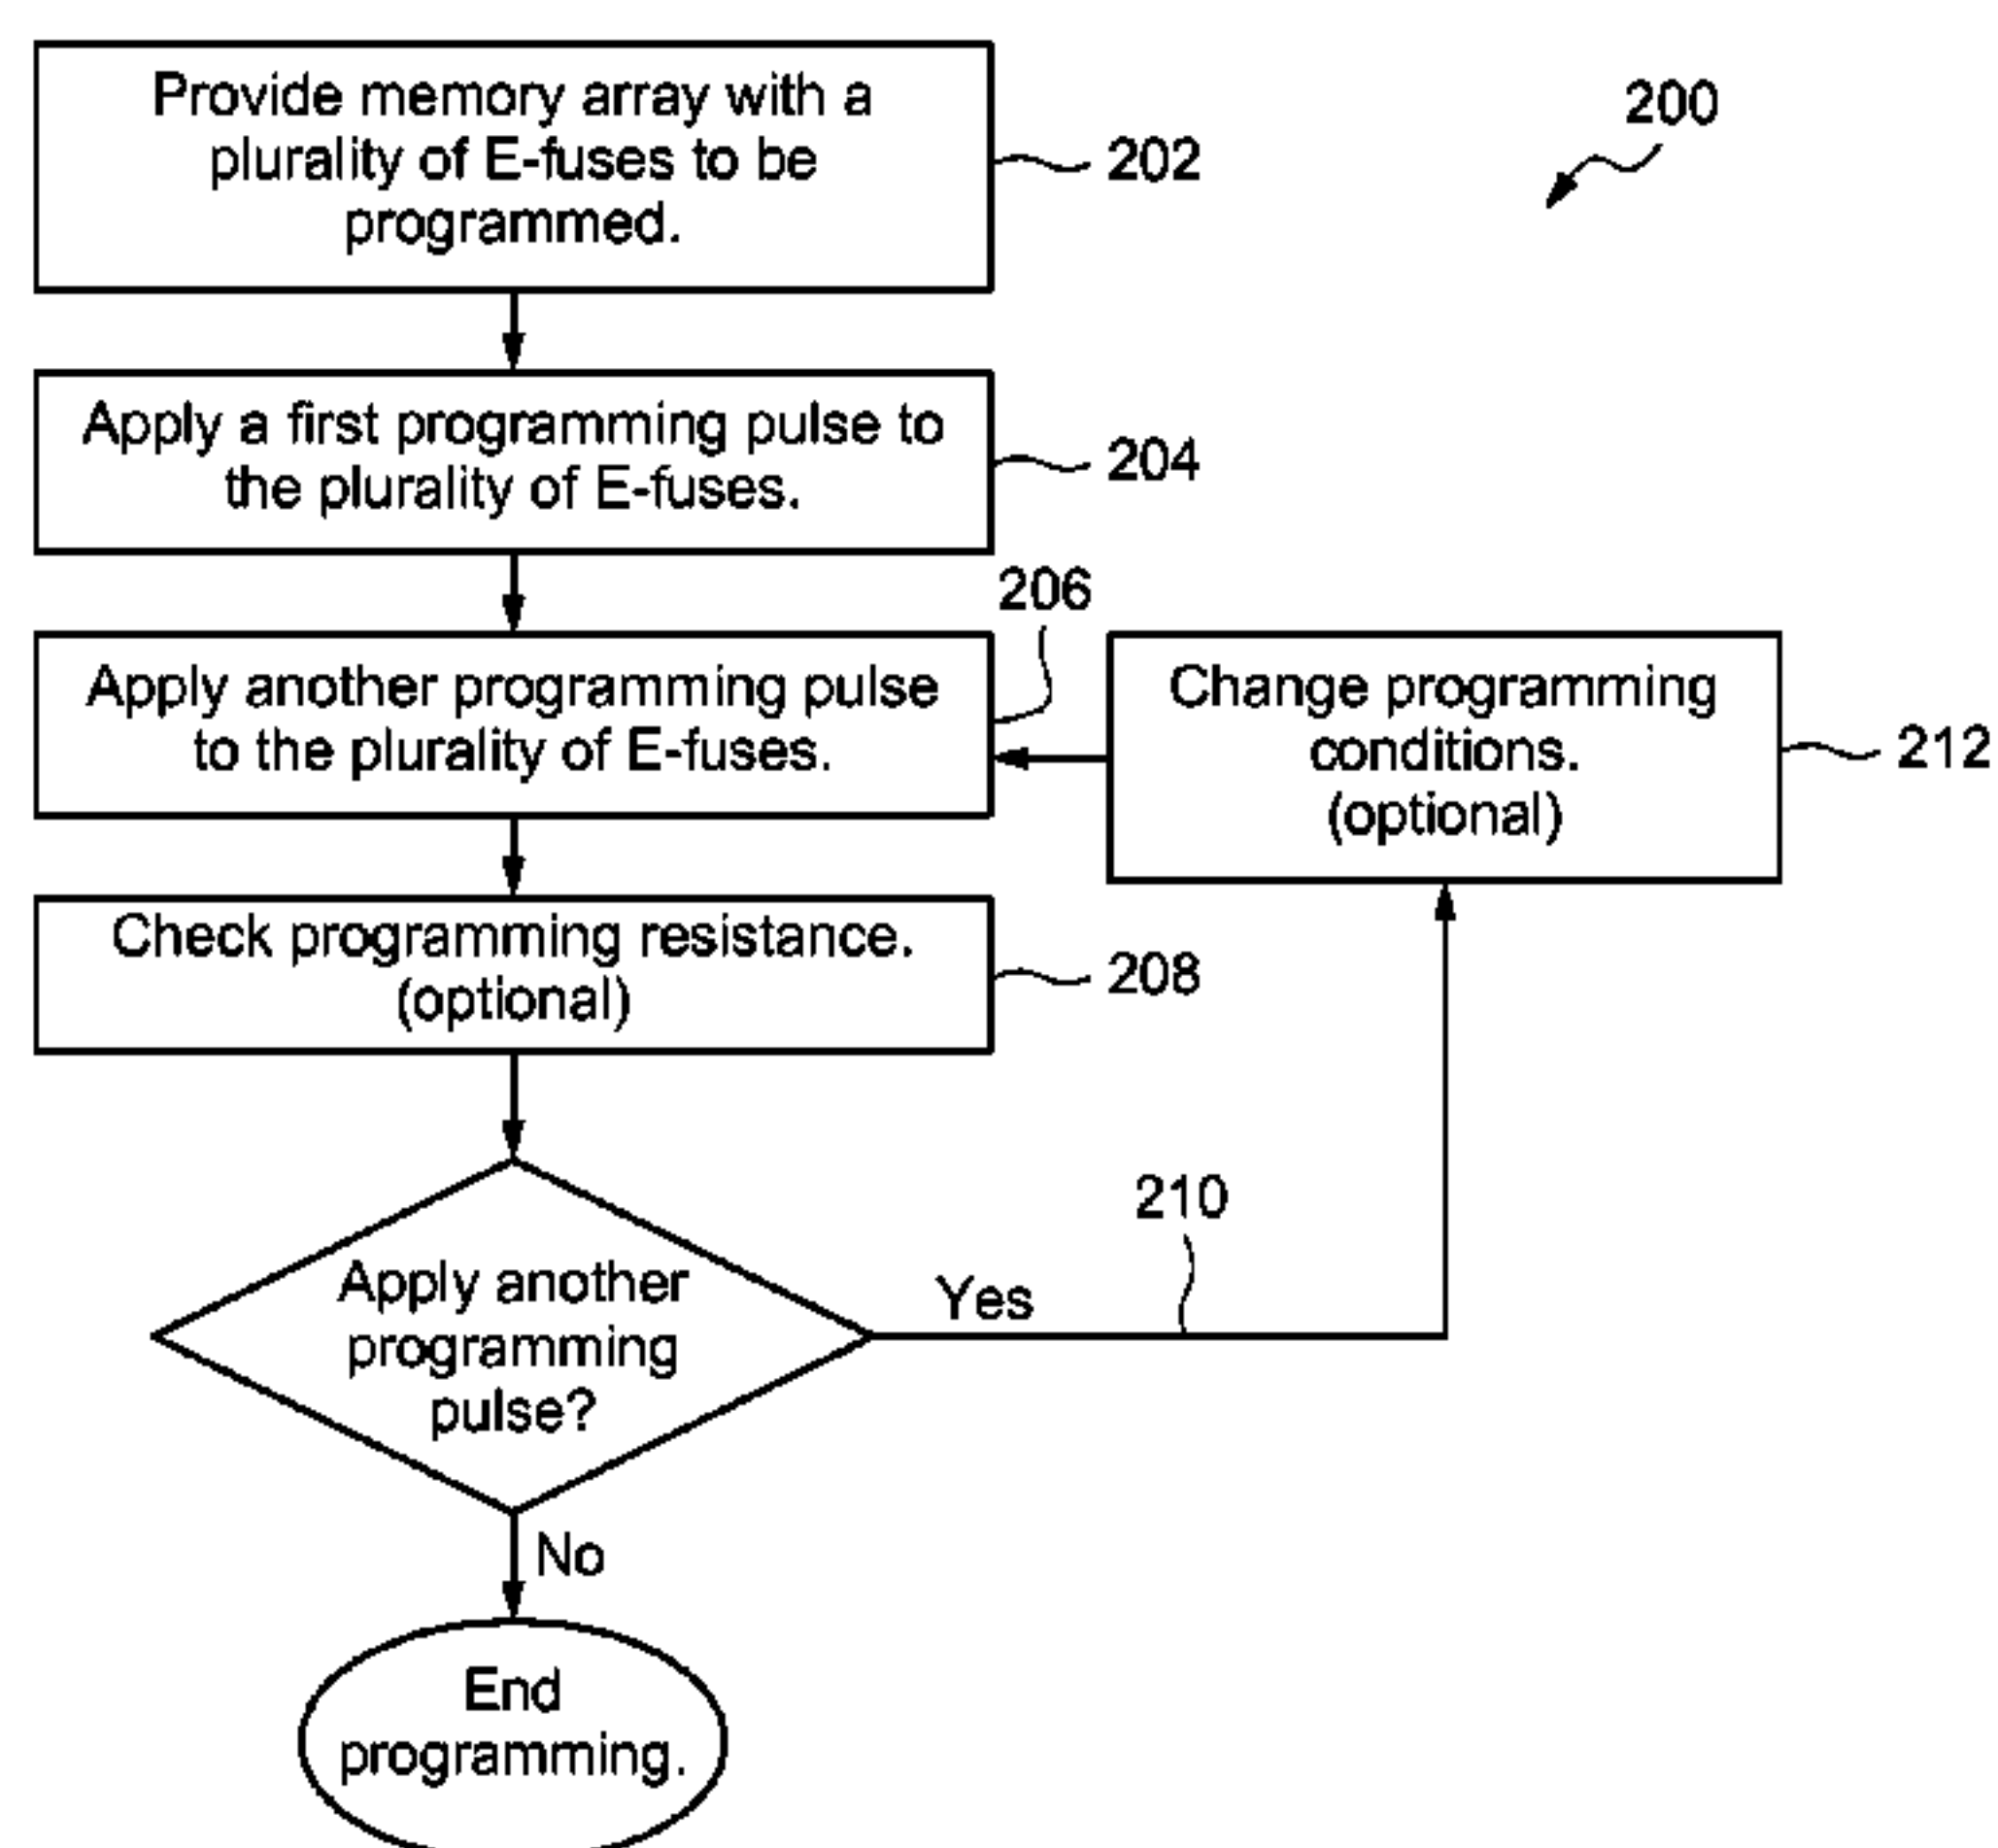 Provide memory array with a
plurality of E-fuses to be
programmed.
202
200
Apply a first programming pulse to
the plurality of E-fuses.
204
206
Apply another programming pulse
to the plurality of E-fuses.
Change programming
conditions.
(optional)
212
Check programming resistance.
(optional)
208
Apply another
programming
pulse?
Yes
210
No
End
programming.